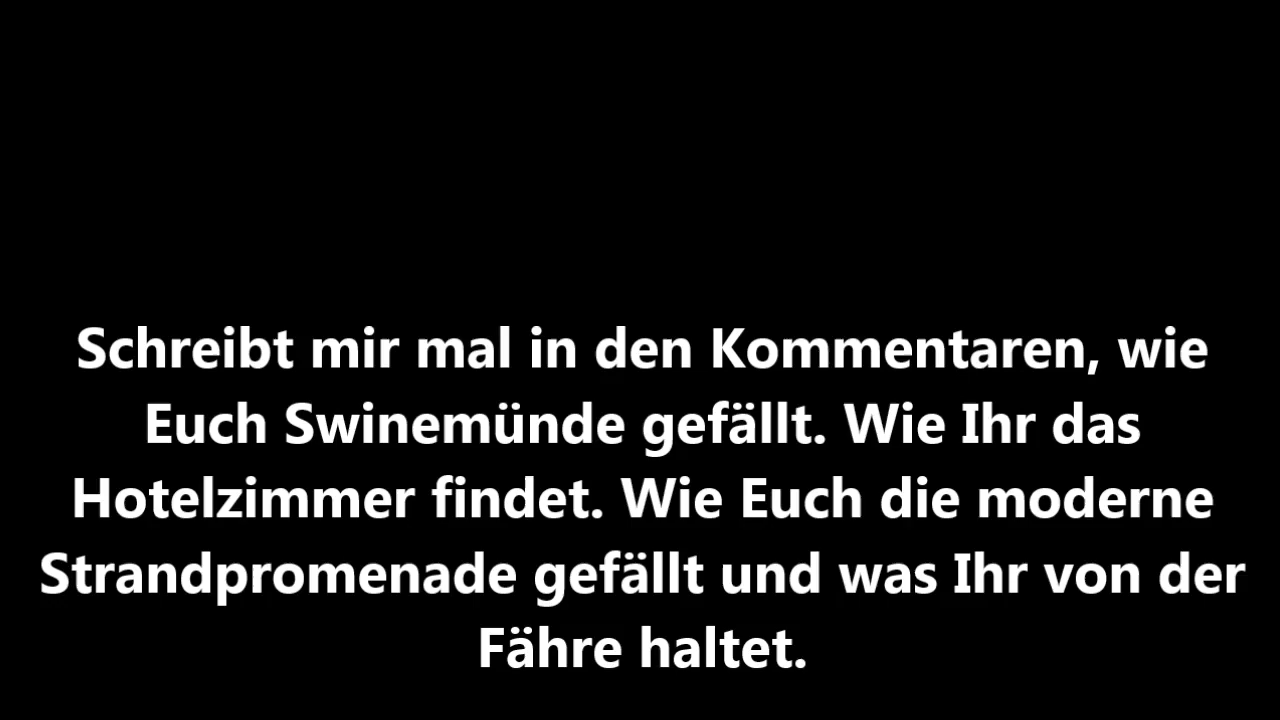 Schreibt mir mal in den Kommentaren, wie
Euch Swinemünde gefällt. Wie Ihr das
Hotelzimmer findet. Wie Euch die moderne
Strandpromenade gefällt und was Ihr von der
Fähre haltet.